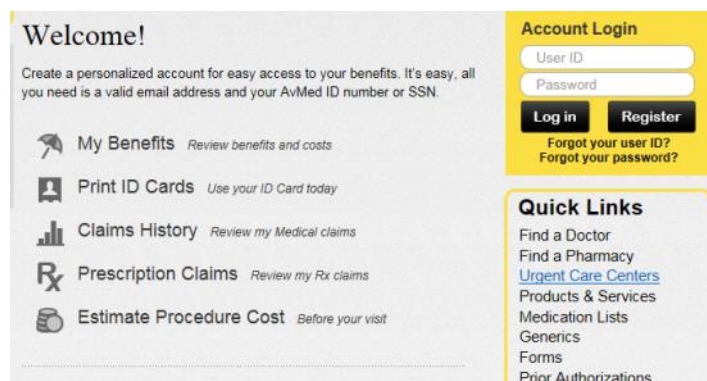 Welcome!
Create a personalized account for easy access to your benefits. It's easy, all
you need is a valid email address and your AvMed ID number or SSN.
My Benefits Review benefits and costs
Print ID Cards Use your ID Card today
Claims History Review my Medical claims
Rx Prescription Claims Review my Rx claims
Estimate Procedure Cost Before your visit
Account Login
User ID
Password
Log in Register
Forgot your user ID?
Forgot your password?
Quick Links
Find a Doctor
Find a Pharmacy
Urgent Care Centers
Products & Services
Medication Lists
Generics
Forms
Prior Authorizations